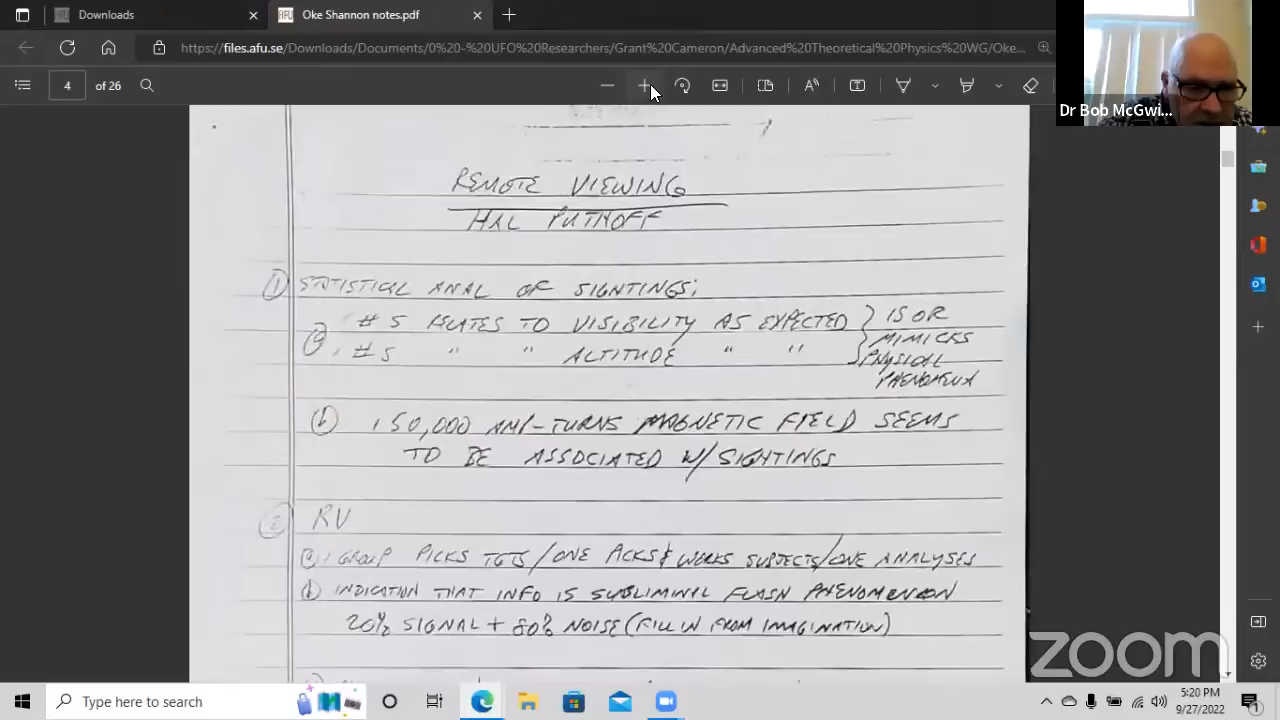 Downloads
Oke Shannon notes.pdf
https://files.afu.se/Downloads/Documents/0%20-%20UFO%20Researchers/Grant%20Cameron/Advanced%20Theoretical%20Physics%20WG/Oke...
4 of 26
Dr Bob McGwi...
REMOTE VIEWING
HAL PUTHOFF
① STATISTICAL ANAL OF SIGHTINGS;
ⓐ #S RELATES TO VISIBILITY AS EXPECTED } IS OR
#S " " ALTITUDE " " } MIMICKS
PHYSICAL
PHENOMENA
ⓑ 150,000 AMP-TURNS MAGNETIC FIELD SEEMS
TO BE ASSOCIATED W/SIGHTINGS
② RV
ⓐ 1 GROUP PICKS TGTS/ONE & WORKS SUBJECTS/ONE ANALYSES
ⓑ INDICATION THAT INFO IS SUBLIMINAL FLASH PHENOMENON
20% SIGNAL + 80% NOISE (FILL IN FROM IMAGINATION)
zoom
Type here to search
5:20 PM
9/27/2022